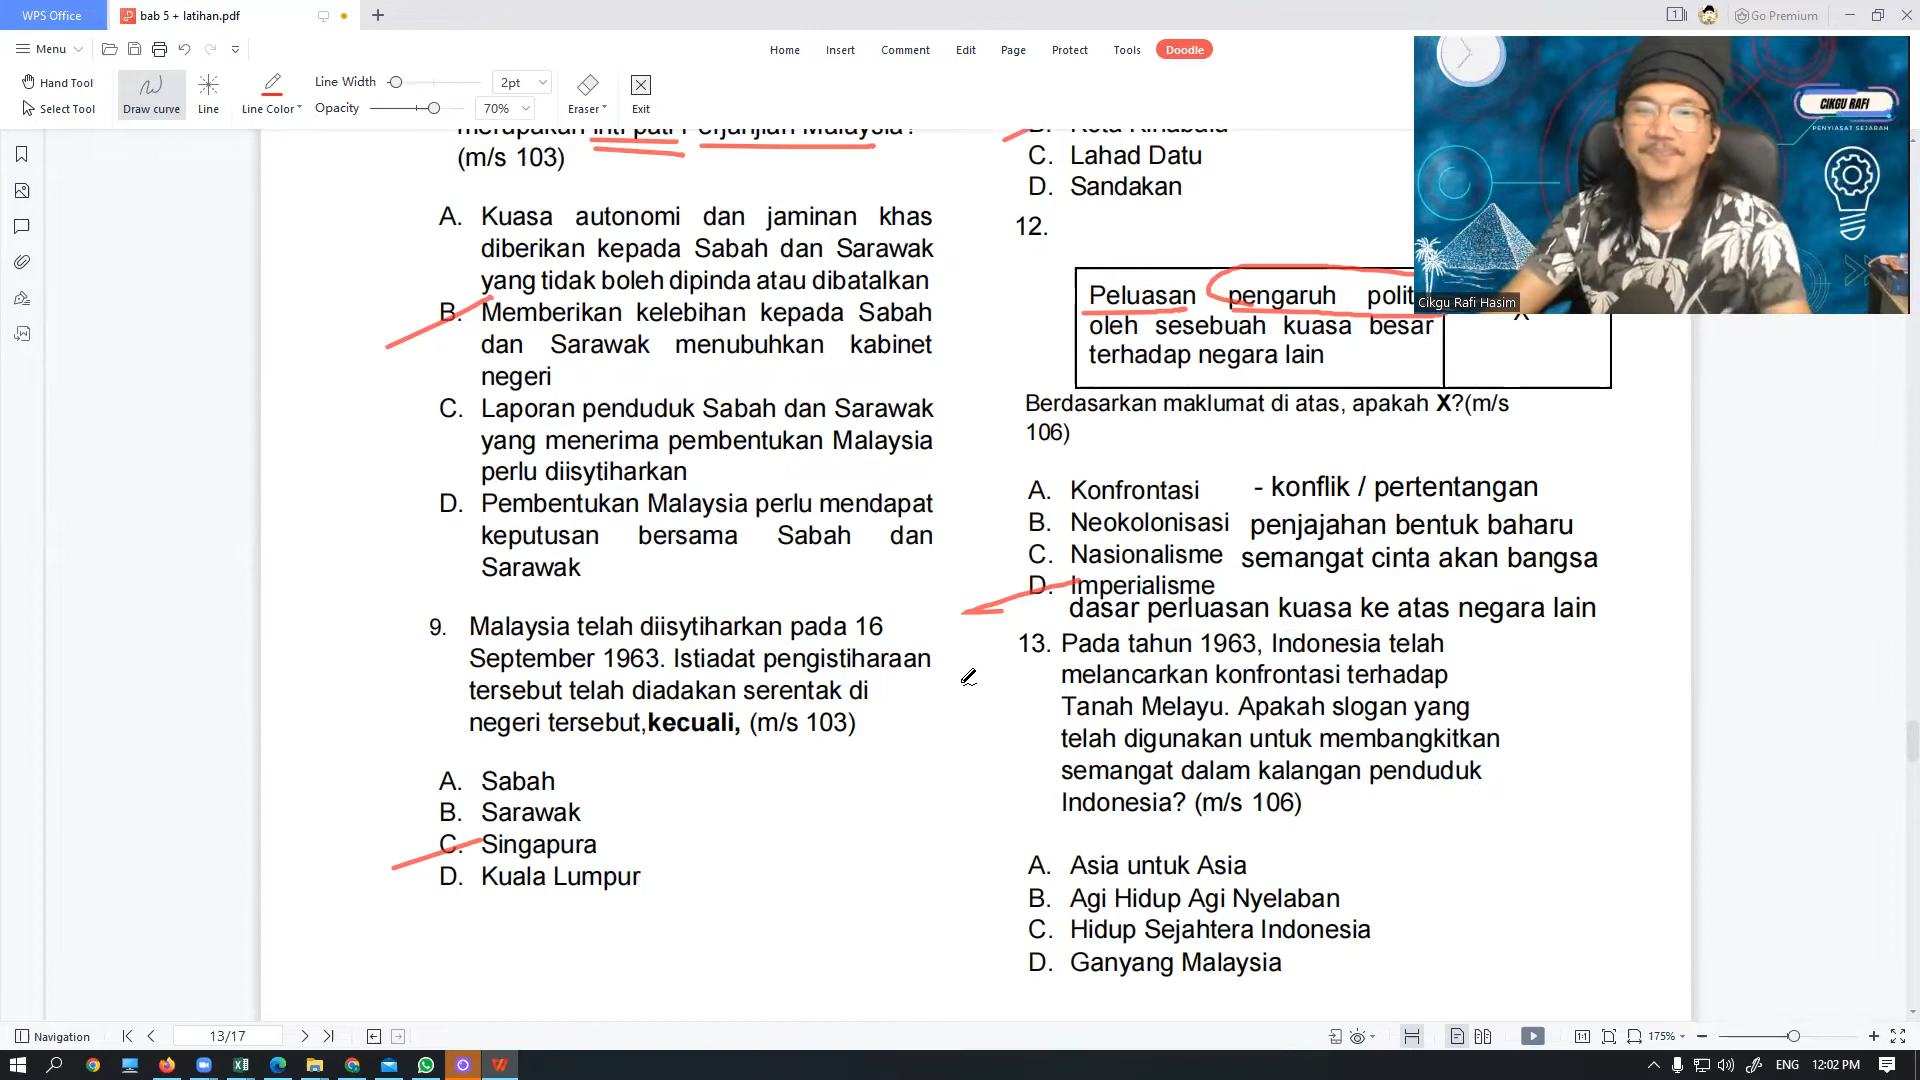 WPS Office
bab 5 + latihan.pdf
Go Premium
Menu
Home
Insert
Comment
Edit
Page
Protect
Tools
Doodle
Hand Tool
Select Tool
Draw curve
Line
Line Color
Line Width
2pt
Opacity
70%
Eraser
Exit
merupakan inti pati Perjanjian Malaysia?
(m/s 103)
A. Kuasa autonomi dan jaminan khas
diberikan kepada Sabah dan Sarawak
yang tidak boleh dipinda atau dibatalkan
B. Memberikan kelebihan kepada Sabah
dan Sarawak menubuhkan kabinet
negeri
C. Laporan penduduk Sabah dan Sarawak
yang menerima pembentukan Malaysia
perlu diisytiharkan
D. Pembentukan Malaysia perlu mendapat
keputusan bersama Sabah dan
Sarawak
9. Malaysia telah diisytiharkan pada 16
September 1963. Istiadat pengistiharaan
tersebut telah diadakan serentak di
negeri tersebut,kecuali, (m/s 103)
A. Sabah
B. Sarawak
C. Singapura
D. Kuala Lumpur
B. Kota Kinabalu
C. Lahad Datu
D. Sandakan
12.
Peluasan pengaruh polit
oleh sesebuah kuasa besar
terhadap negara lain
X
Berdasarkan maklumat di atas, apakah X?(m/s
106)
A. Konfrontasi - konflik / pertentangan
B. Neokolonisasi penjajahan bentuk baharu
C. Nasionalisme semangat cinta akan bangsa
D. Imperialisme
dasar perluasan kuasa ke atas negara lain
13. Pada tahun 1963, Indonesia telah
melancarkan konfrontasi terhadap
Tanah Melayu. Apakah slogan yang
telah digunakan untuk membangkitkan
semangat dalam kalangan penduduk
Indonesia? (m/s 106)
A. Asia untuk Asia
B. Agi Hidup Agi Nyelaban
C. Hidup Sejahtera Indonesia
D. Ganyang Malaysia
CIKGU RAFI
PENYIASAT SEJARAH
Cikgu Rafi Hasim
Navigation
13/17
175%
ENG
12:02 PM